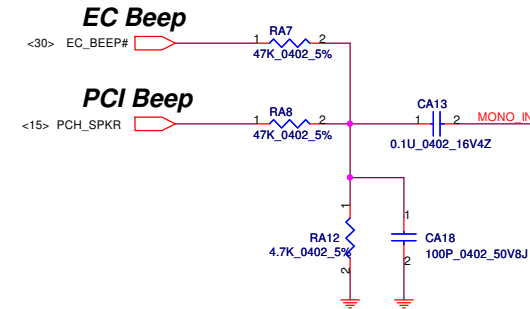 EC Beep
<30> EC_BEEP#
1 RA7 2
47K_0402_5%
PCI Beep
<15> PCH_SPKR
1 RA8 2
47K_0402_5%
CA13
1 2 MONO_IN
0.1U_0402_16V4Z
1
RA12
4.7K_0402_5%
2
1
CA18
100P_0402_50V8J
2